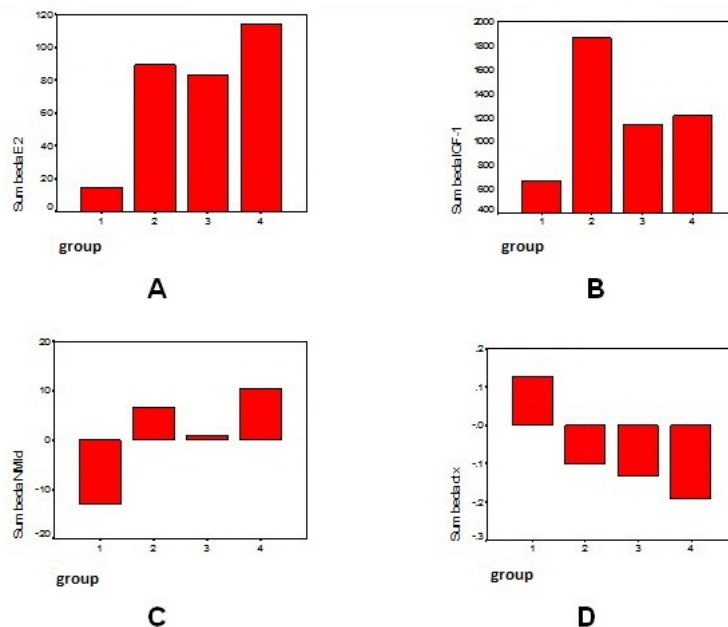 120
100
80
60
40
20
0
Sum beda E2
1 2 3 4
group
A
2000
1800
1600
1400
1200
1000
800
600
400
Sum beda IGF-1
1 2 3 4
group
B
20
10
0
-10
-20
Sum beda NMid
1 2 3 4
group
C
.2
.1
-.0
-.1
-.2
-.3
Sum beda ctx
1 2 3 4
group
D